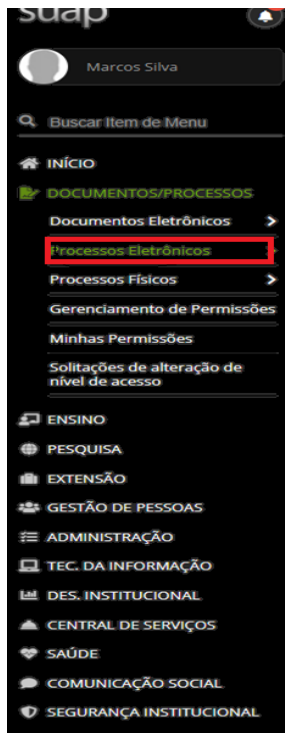 suap
Marcos Silva
Buscar Item de Menu
INÍCIO
DOCUMENTOS/PROCESSOS
Documentos Eletrônicos
Processos Eletrônicos
Processos Físicos
Gerenciamento de Permissões
Minhas Permissões
Solitações de alteração de
nível de acesso
ENSINO
PESQUISA
EXTENSÃO
GESTÃO DE PESSOAS
ADMINISTRAÇÃO
TEC. DA INFORMAÇÃO
DES. INSTITUCIONAL
CENTRAL DE SERVIÇOS
SAÚDE
COMUNICAÇÃO SOCIAL
SEGURANÇA INSTITUCIONAL